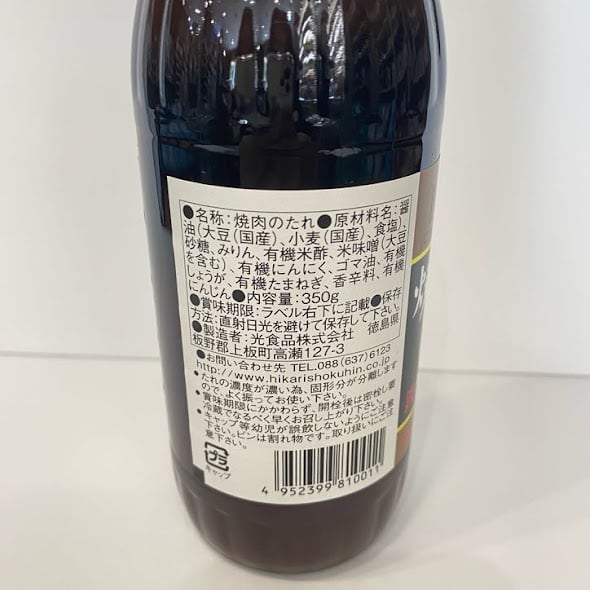 ●名称：焼肉のたれ●原材料名：醤
油（大豆（国産）、小麦（国産）、食塩）、
砂糖、みりん、有機米酢、米味噌（大豆
を含む）、有機にんにく、ゴマ油、有機
しょうが、有機たまねぎ、香辛料、有機
にんじん●内容量：350g
●賞味期限：ラベル右下に記載●保存
方法：直射日光を避けて保存して下さい。
●製造者：光食品株式会社　徳島県
板野郡上板町高瀬127-3
●お問い合わせ先 TEL.088(637)6123
http://www.hikarishokuhin.co.jp
・たれの濃度が濃い為、固形分が分離します
ので、よく振ってお使い下さい。
・賞味期限にかかわらず、開栓後は密栓し要
冷蔵でなるべく早くお召し上がり下さい。
・キャップ等幼児が誤飲しないようにご注意
下さい。ビンは割れ物です。取り扱いにご注
意下さい。
プラ
キャップ
4 952399 810011